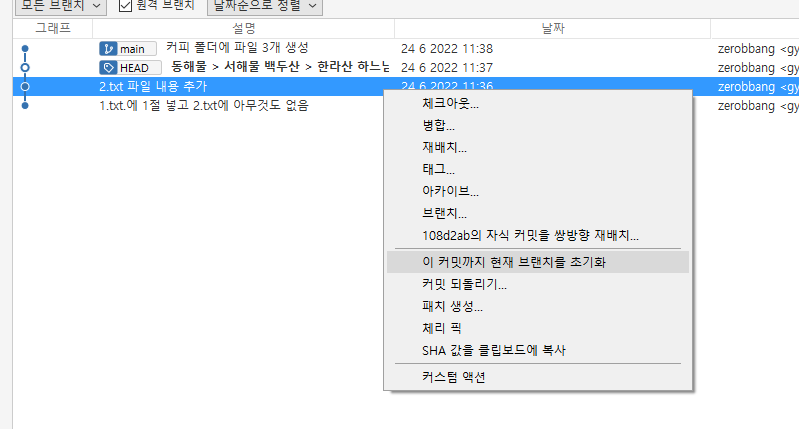 모든 브랜치 원격 브랜치 날짜순으로 정렬
그래프 설명 날짜
main 커피 폴더에 파일 3개 생성 24 6 2022 11:38 zerobbang <gy
HEAD 동해물 > 서해물 백두산 > 한라산 하느님 24 6 2022 11:37 zerobbang <gy
2.txt 파일 내용 추가 24 6 2022 11:36 zerobbang <gy
1.txt.에 1절 넣고 2.txt에 아무것도 없음 zerobbang <gy
체크아웃...
병합...
재배치...
태그...
아카이브...
브랜치...
108d2ab의 자식 커밋을 쌍방향 재배치...
이 커밋까지 현재 브랜치를 초기화
커밋 되돌리기...
패치 생성...
체리 픽
SHA 값을 클립보드에 복사
커스텀 액션